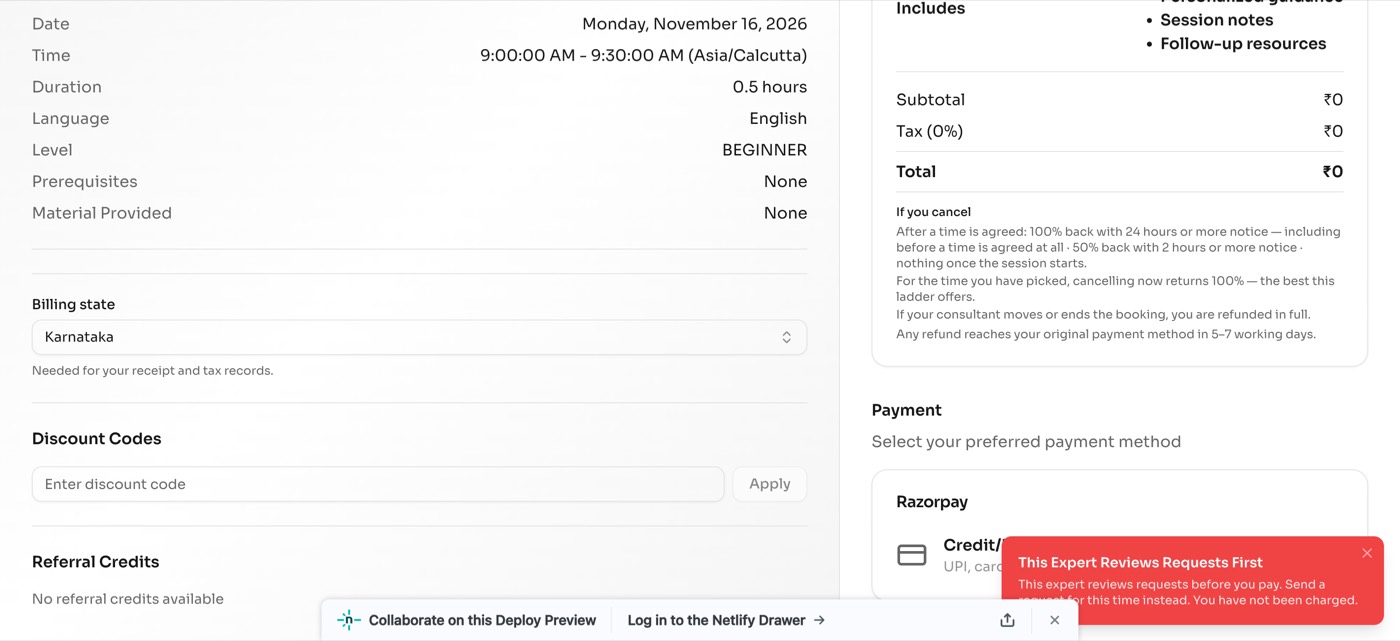 Date Monday, November 16, 2026
Time 9:00:00 AM - 9:30:00 AM (Asia/Calcutta)
Duration 0.5 hours
Language English
Level BEGINNER
Prerequisites None
Material Provided None
Billing state
Karnataka
Needed for your receipt and tax records.
Discount Codes
Enter discount code Apply
Referral Credits
No referral credits available
Includes
• Session notes
• Follow-up resources
Subtotal ₹0
Tax (0%) ₹0
Total ₹0
If you cancel
After a time is agreed: 100% back with 24 hours or more notice — including
before a time is agreed at all · 50% back with 2 hours or more notice ·
nothing once the session starts.
For the time you have picked, cancelling now returns 100% — the best this
ladder offers.
If your consultant moves or ends the booking, you are refunded in full.
Any refund reaches your original payment method in 5–7 working days.
Payment
Select your preferred payment method
Razorpay
Credit/
UPI,
This Expert Reviews Requests First
This expert reviews requests before you pay. Send a
for this time instead. You have not been charged.
Collaborate on this Deploy Preview
Log in to the Netlify Drawer →